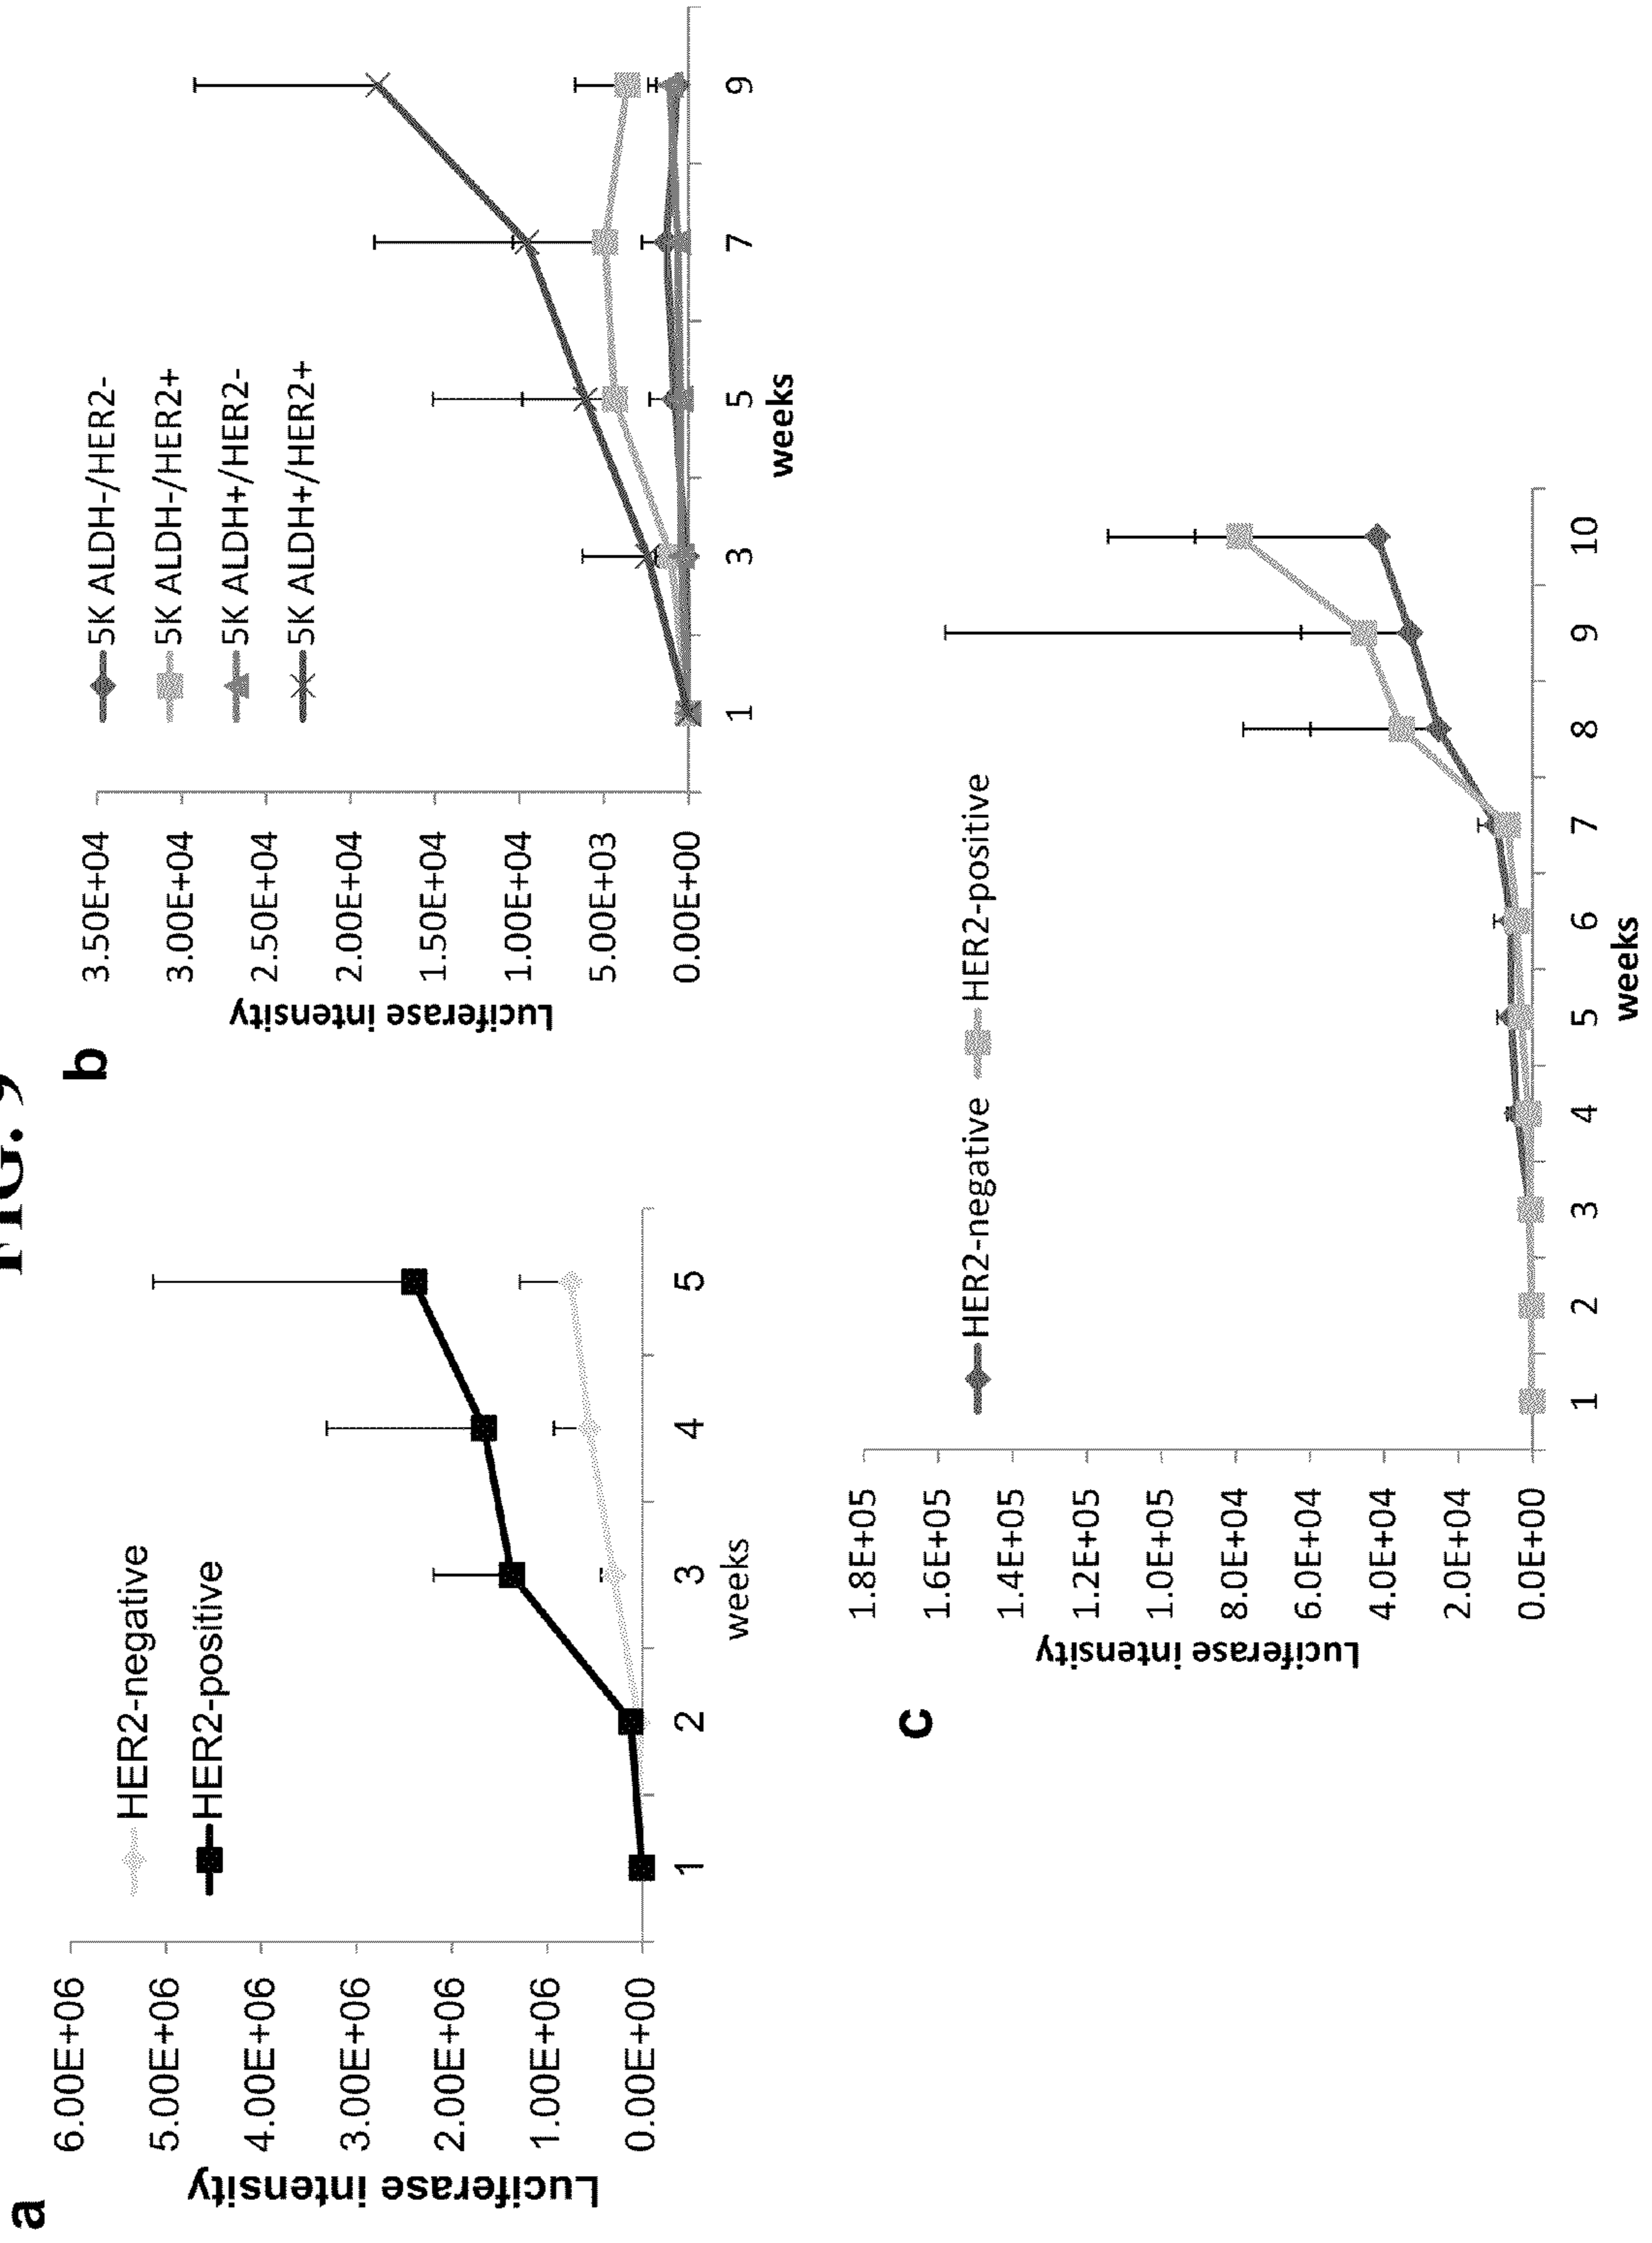 FIG. 9
a
Luciferase intensity
6.00E+06
5.00E+06
4.00E+06
3.00E+06
2.00E+06
1.00E+06
0.00E+00
HER2-negative
HER2-positive
1 2 3 4 5
weeks
b
Luciferase intensity
3.50E+04
3.00E+04
2.50E+04
2.00E+04
1.50E+04
1.00E+04
5.00E+03
0.00E+00
5K ALDH-/HER2-
5K ALDH-/HER2+
5K ALDH+/HER2-
5K ALDH+/HER2+
1 3 5 7 9
weeks
c
Luciferase intensity
1.8E+05
1.6E+05
1.4E+05
1.2E+05
1.0E+05
8.0E+04
6.0E+04
4.0E+04
2.0E+04
0.0E+00
HER2-negative HER2-positive
1 2 3 4 5 6 7 8 9 10
weeks